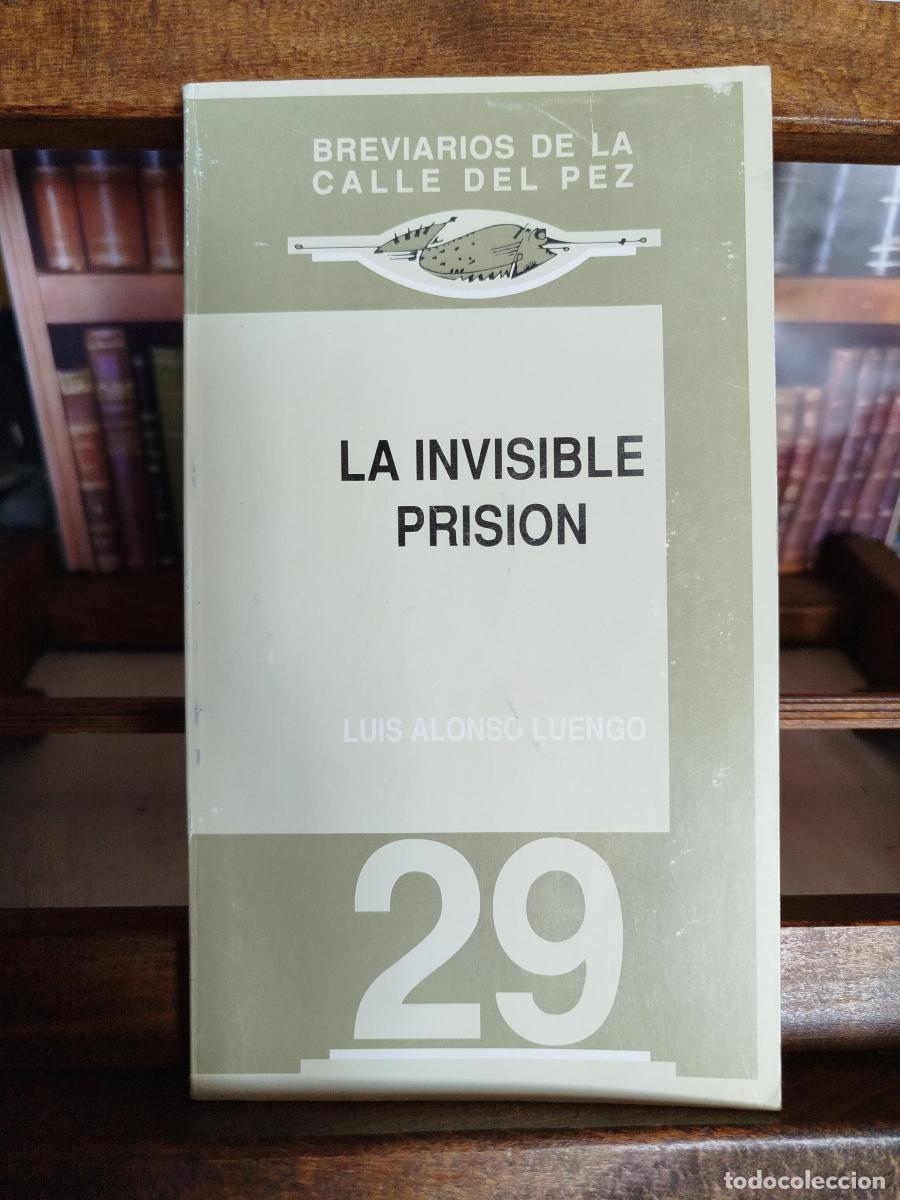 BREVIARIOS DE LA
CALLE DEL PEZ
LA INVISIBLE
PRISION
LUIS ALONSO LUENGO
29
todocoleccion